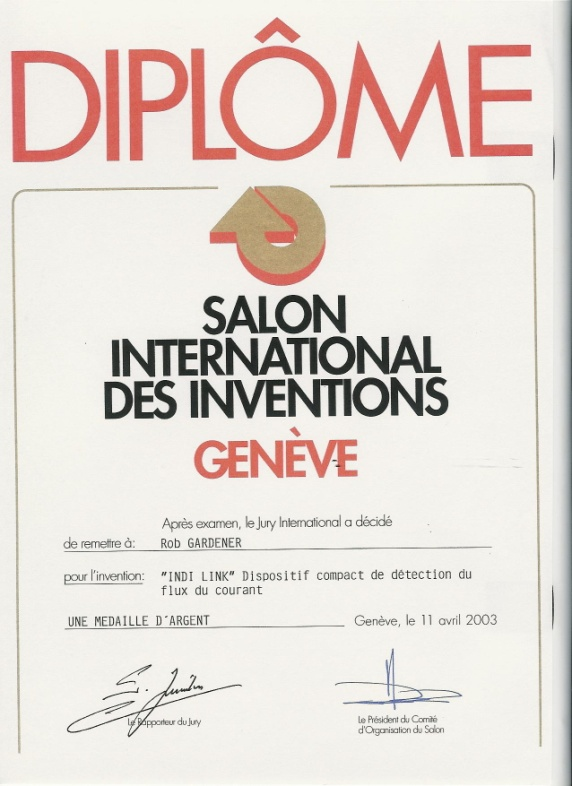 DIPLÔME
SALON
INTERNATIONAL
DES INVENTIONS
GENÈVE
Après examen, le Jury International a décidé
de remettre à: Rob GARDENER
pour l'invention: "INDI LINK" Dispositif compact de détection du
flux du courant
UNE MEDAILLE D'ARGENT Genève, le 11 avril 2003
Le Rapporteur du Jury
Le Président du Comité
d'Organisation du Salon